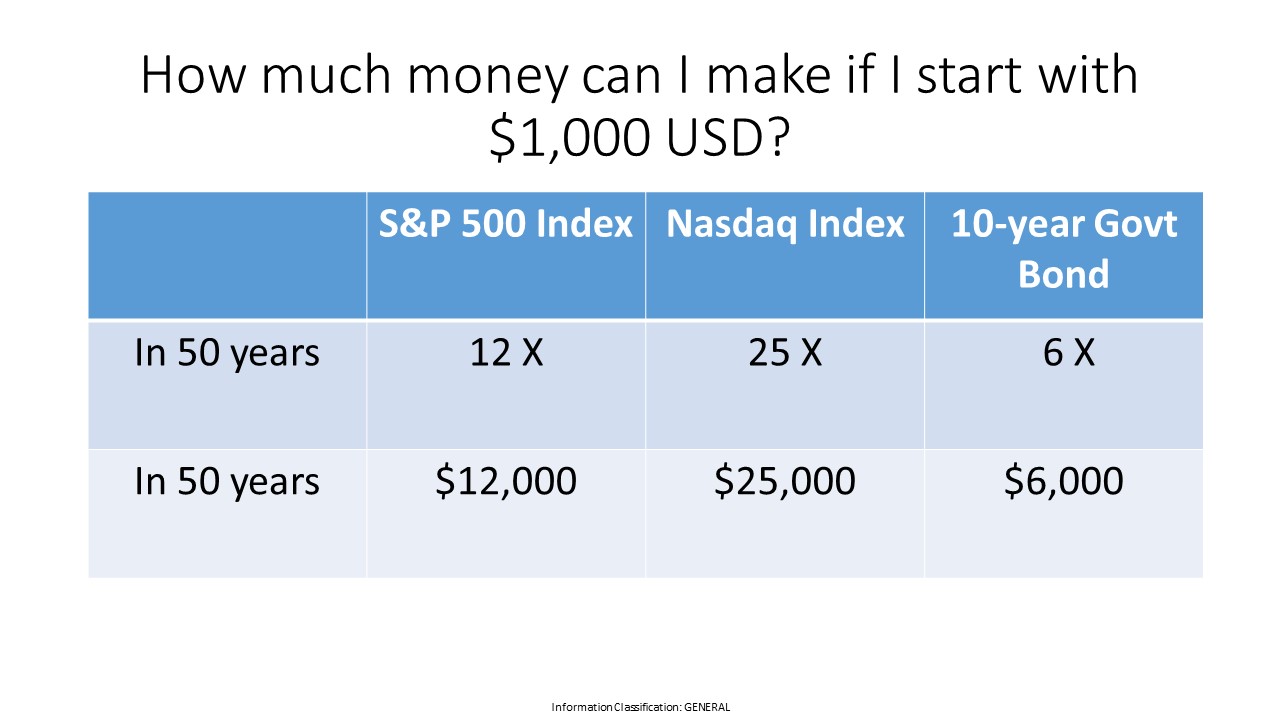 How much money can I make if I start with
$1,000 USD?
S&P 500 Index Nasdaq Index 10-year Govt
Bond
In 50 years 12 X 25 X 6 X
In 50 years $12,000 $25,000 $6,000
Information Classification: GENERAL